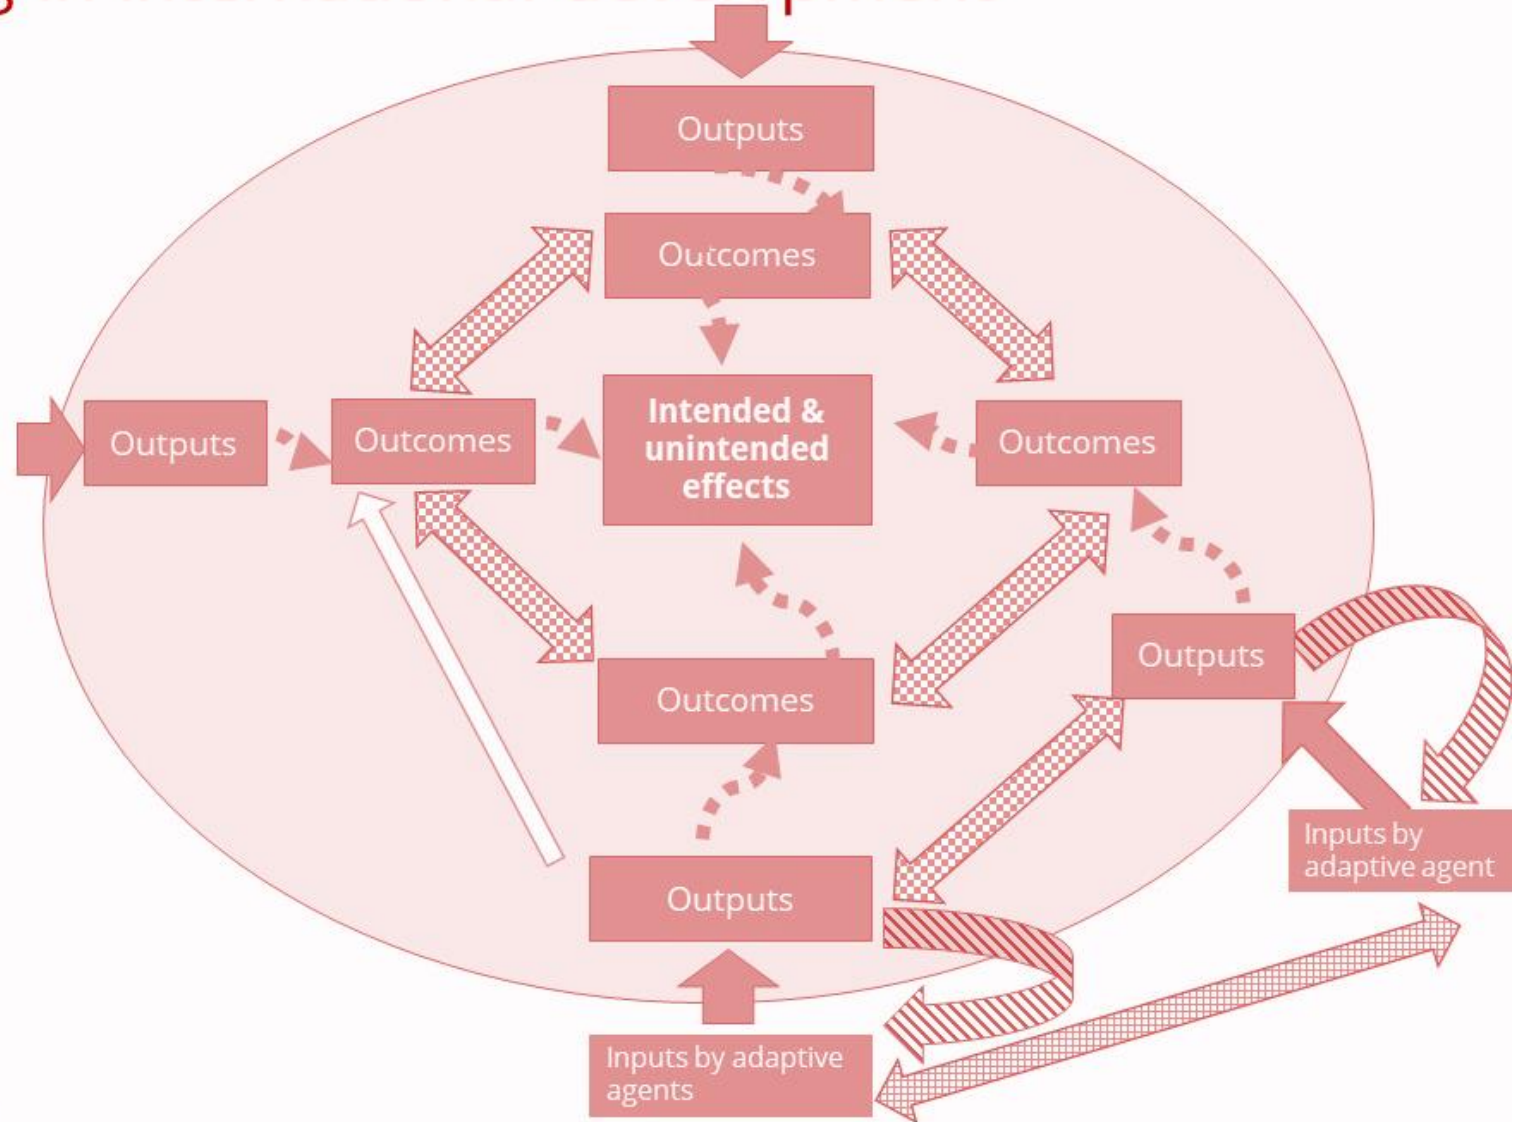 Outputs
Outcomes
Intended &
unintended
effects
Outputs
Outcomes
Outcomes
Outputs
Outcomes
Inputs by
adaptive agent
Outputs
Inputs by adaptive
agents